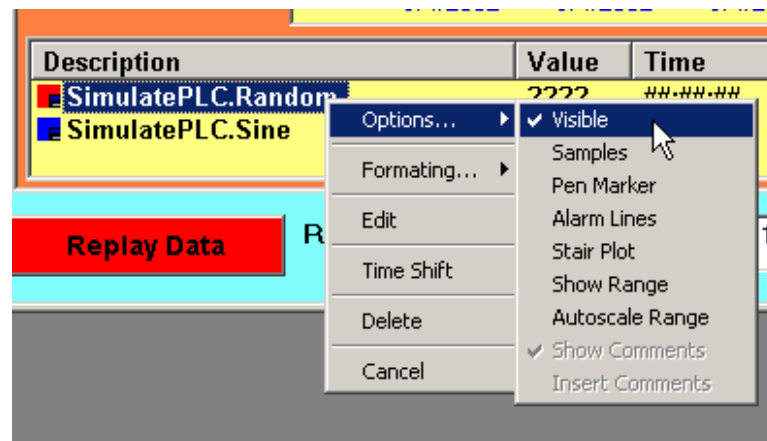 Description Value Time
SimulatePLC.Random ????
SimulatePLC.Sine
Options...
Formating...
Edit
Time Shift
Delete
Cancel
Visible
Samples
Pen Marker
Alarm Lines
Stair Plot
Show Range
Autoscale Range
Show Comments
Insert Comments
Replay Data
R